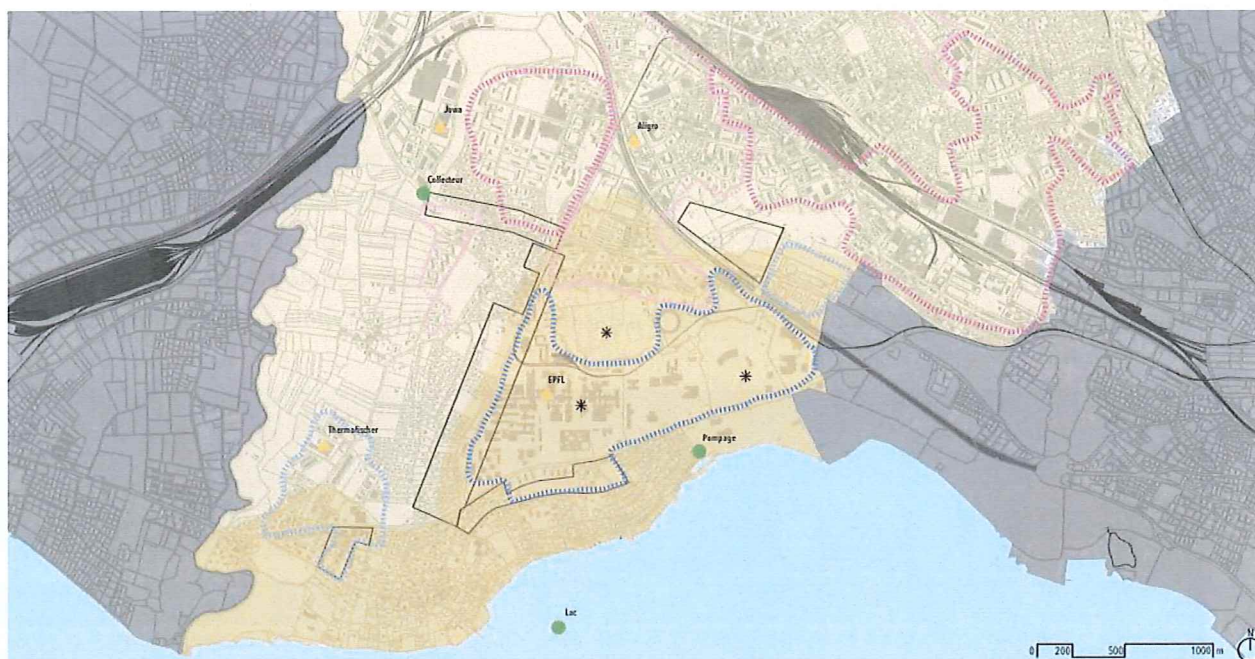 Juwa
Aligro
Collecteur
EPFL
Thermofischer
Pompage
Lac
N
0 200 500 1000 m